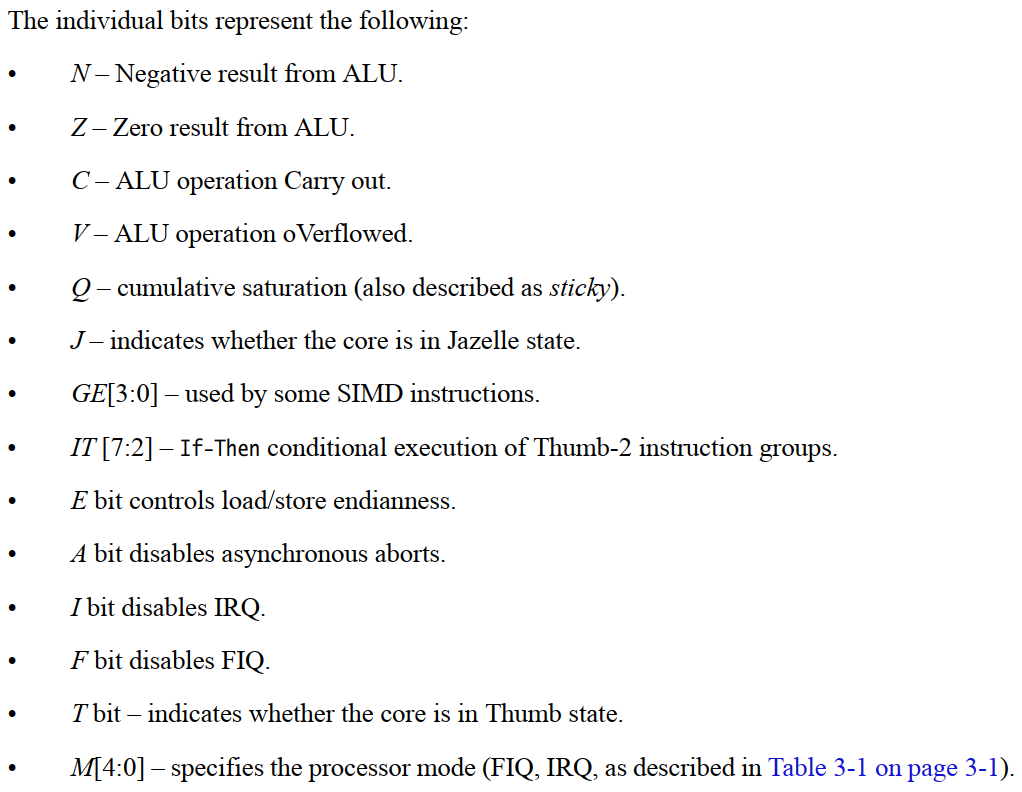 The individual bits represent the following:
• N – Negative result from ALU.
• Z – Zero result from ALU.
• C – ALU operation Carry out.
• V – ALU operation oVerflowed.
• Q – cumulative saturation (also described as sticky).
• J – indicates whether the core is in Jazelle state.
• GE[3:0] – used by some SIMD instructions.
• IT [7:2] – If-Then conditional execution of Thumb-2 instruction groups.
• E bit controls load/store endianness.
• A bit disables asynchronous aborts.
• I bit disables IRQ.
• F bit disables FIQ.
• T bit – indicates whether the core is in Thumb state.
• M[4:0] – specifies the processor mode (FIQ, IRQ, as described in Table 3-1 on page 3-1).